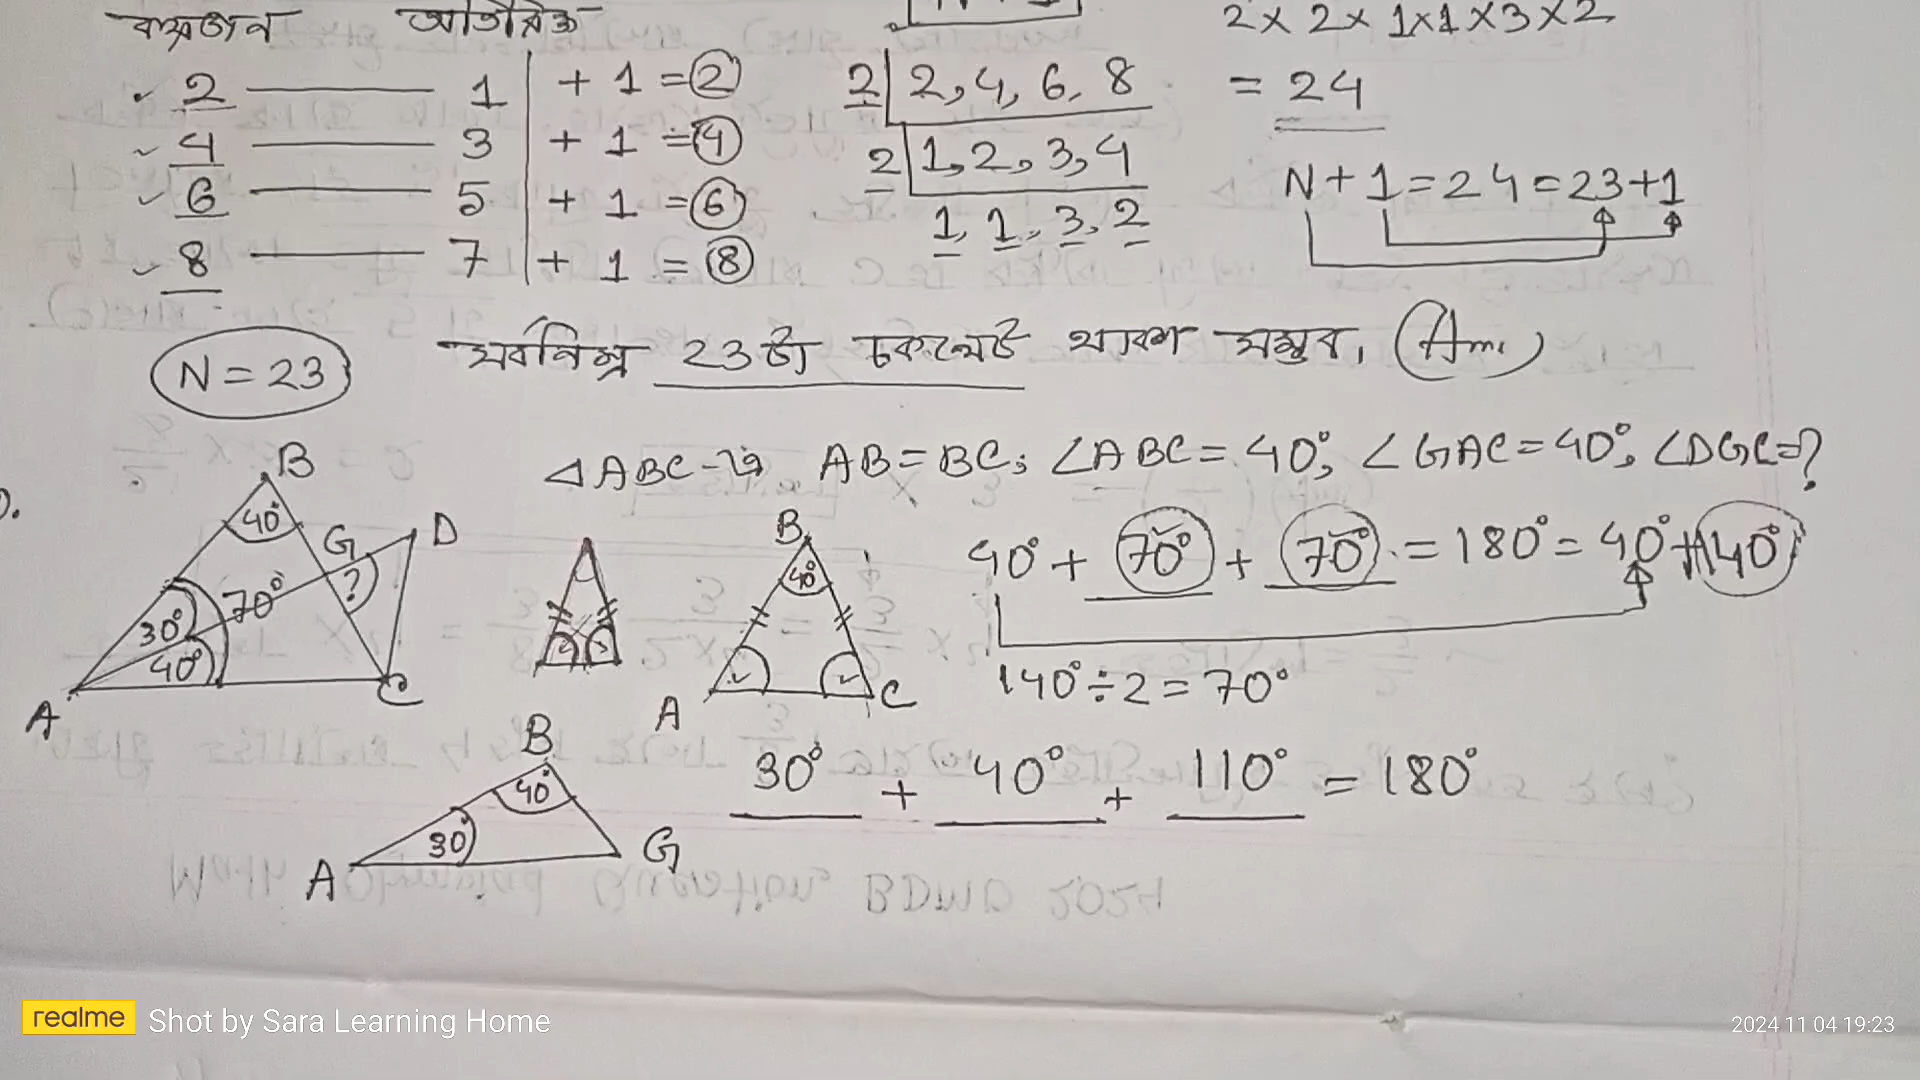 কয়জন অতিরিক্ত
2 — 1 + 1 = 2
4 — 3 + 1 = 4
6 — 5 + 1 = 6
8 — 7 + 1 = 8
2 | 2, 4, 6, 8
2 | 1, 2, 3, 4
1, 1, 3, 2
2 × 2 × 1 × 1 × 3 × 2
= 24
N + 1 = 24 = 23 + 1
N = 23 সর্বনিম্ন 23টা চকলেট থাকা সম্ভব। (Ans)
△ABC-এ AB = BC; ∠ABC = 40°; ∠GAC = 40°; ∠DGC = ?
B
40°
G D
?
30° 70°
40°
A C
B
40°
A C
40° + 70° + 70° = 180° = 40° + 140°
140° ÷ 2 = 70°
B
40°
30°
A G
30° + 40° + 110° = 180°
realme Shot by Sara Learning Home
2024 11 04 19:23